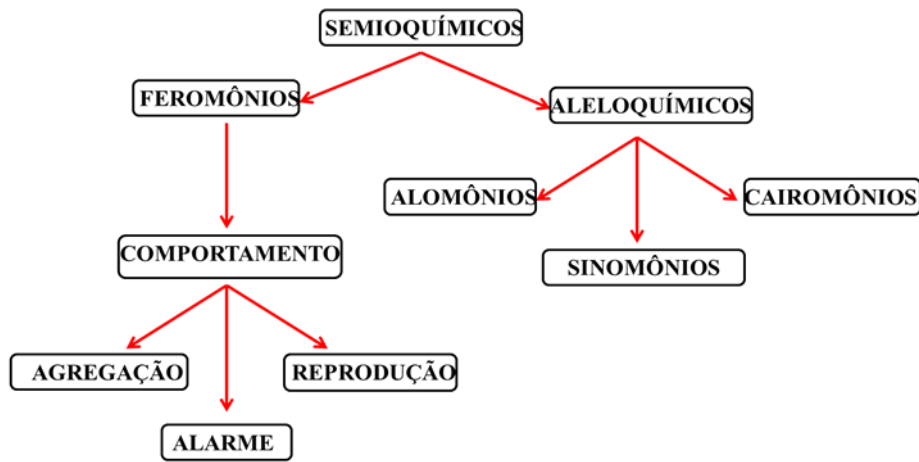 SEMIOQUÍMICOS
FEROMÔNIOS
ALELOQUÍMICOS
ALOMÔNIOS
CAIROMÔNIOS
COMPORTAMENTO
SINOMÔNIOS
AGREGAÇÃO
REPRODUÇÃO
ALARME